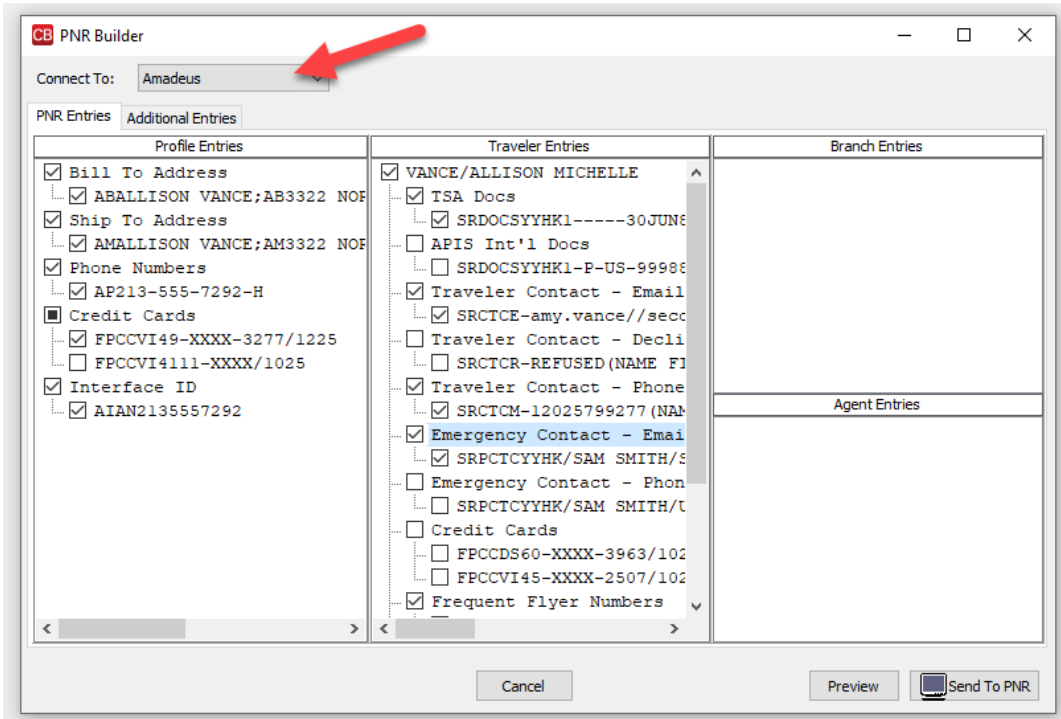 CB PNR Builder
Connect To: Amadeus
PNR Entries Additional Entries
Profile Entries
Bill To Address
ABALLISON VANCE;AB3322 NOR
Ship To Address
AMALLISON VANCE;AM3322 NOR
Phone Numbers
AP213-555-7292-H
Credit Cards
FPCCVI49-XXXX-3277/1225
FPCCVI4111-XXXX/1025
Interface ID
AIAN2135557292
Traveler Entries
VANCE/ALLISON MICHELLE
TSA Docs
SRDOCSYYHK1-----30JUN8
APIS Int'l Docs
SRDOCSYYHK1-P-US-99988
Traveler Contact - Email
SRCTCE-amy.vance//seco
Traveler Contact - Decli
SRCTCR-REFUSED(NAME FI
Traveler Contact - Phone
SRCTCM-12025799277(NAM
Emergency Contact - Emai
SRPCTCYYHK/SAM SMITH/S
Emergency Contact - Phon
SRPCTCYYHK/SAM SMITH/U
Credit Cards
FPCCDS60-XXXX-3963/102
FPCCVI45-XXXX-2507/102
Frequent Flyer Numbers
Branch Entries
Agent Entries
Cancel
Preview
Send To PNR